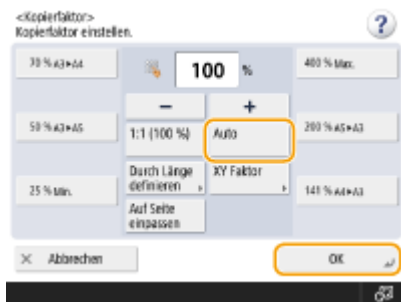 <Kopierfaktor>
Kopierfaktor einstellen.
?
70 % A3►A4
100 %
400 % Max.
− +
50 % A3►A5
1:1 (100 %)
Auto
200 % A5►A3
25 % Min.
Durch Länge
definieren
XY Faktor
141 % A4►A3
Auf Seite
einpassen
× Abbrechen
OK